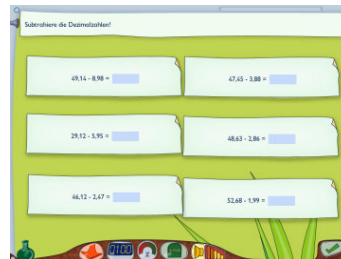 Subtrahiere die Dezimalzahlen!
49,14 - 8,98 =
47,45 - 3,88 =
29,12 - 5,95 =
48,63 - 2,86 =
46,12 - 2,47 =
52,68 - 1,99 =
0100